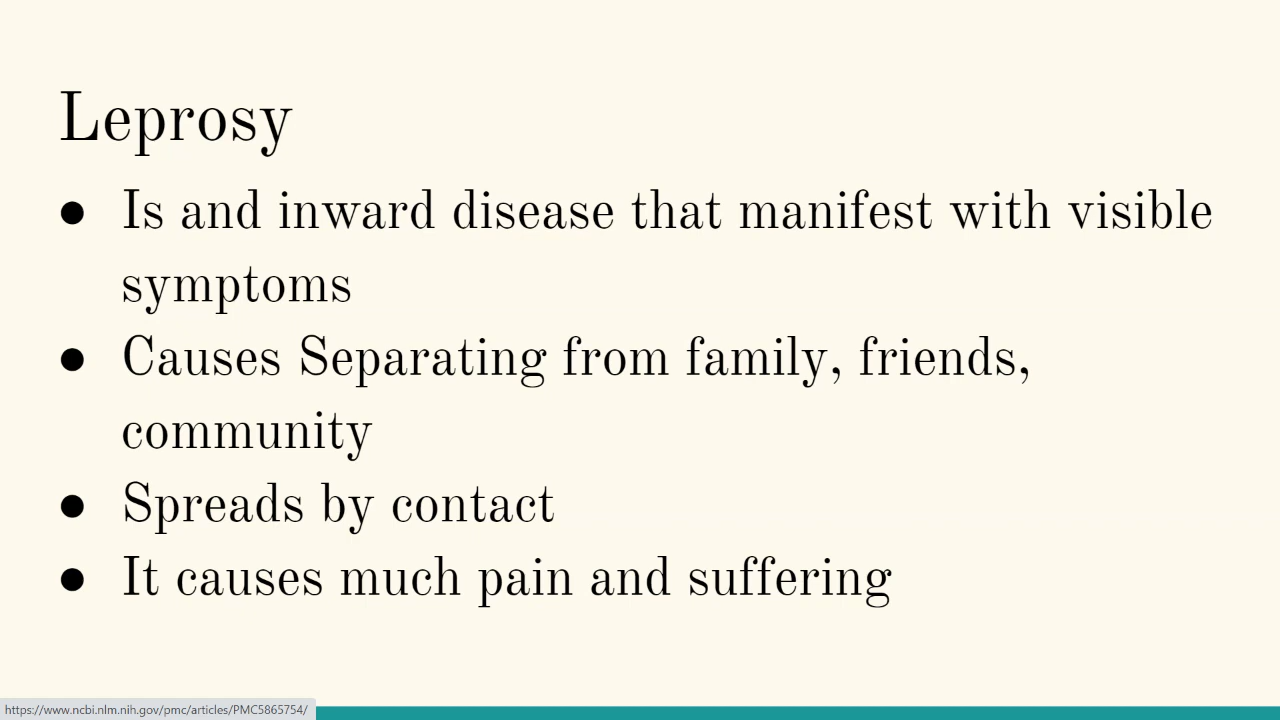 Leprosy
● Is and inward disease that manifest with visible
symptoms
● Causes Separating from family, friends,
community
● Spreads by contact
● It causes much pain and suffering
https://www.ncbi.nlm.nih.gov/pmc/articles/PMC5865754/